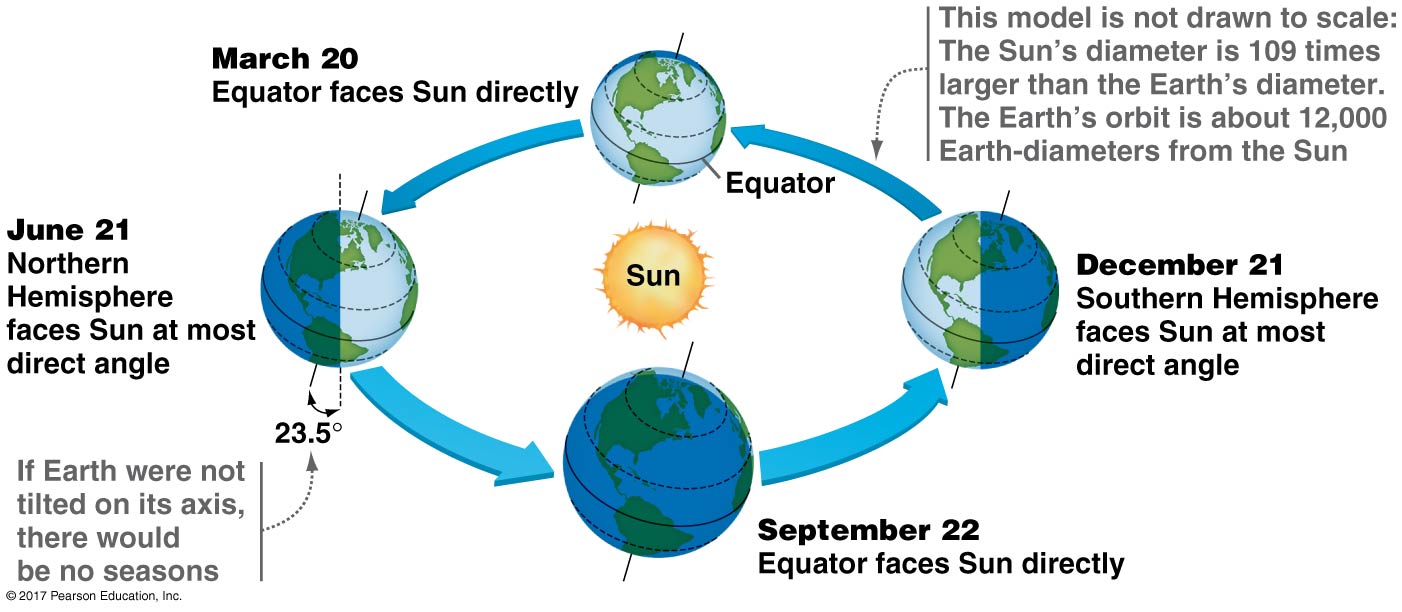 March 20
Equator faces Sun directly
This model is not drawn to scale:
The Sun's diameter is 109 times
larger than the Earth's diameter.
The Earth's orbit is about 12,000
Earth-diameters from the Sun
Equator
June 21
Northern
Hemisphere
faces Sun at most
direct angle
Sun
December 21
Southern Hemisphere
faces Sun at most
direct angle
23.5°
If Earth were not
tilted on its axis,
there would
be no seasons
September 22
Equator faces Sun directly
© 2017 Pearson Education, Inc.